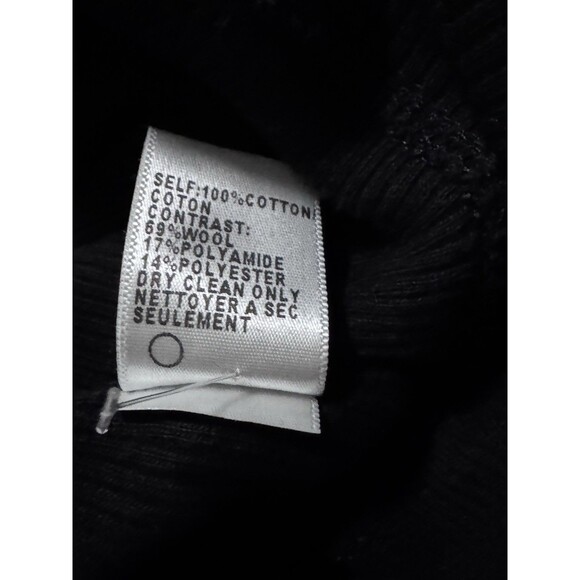 SELF:100%COTTON
COTON
CONTRAST:
69%WOOL
17%POLYAMIDE
14%POLYESTER
DRY CLEAN ONLY
NETTOYER A SEC
SEULEMENT